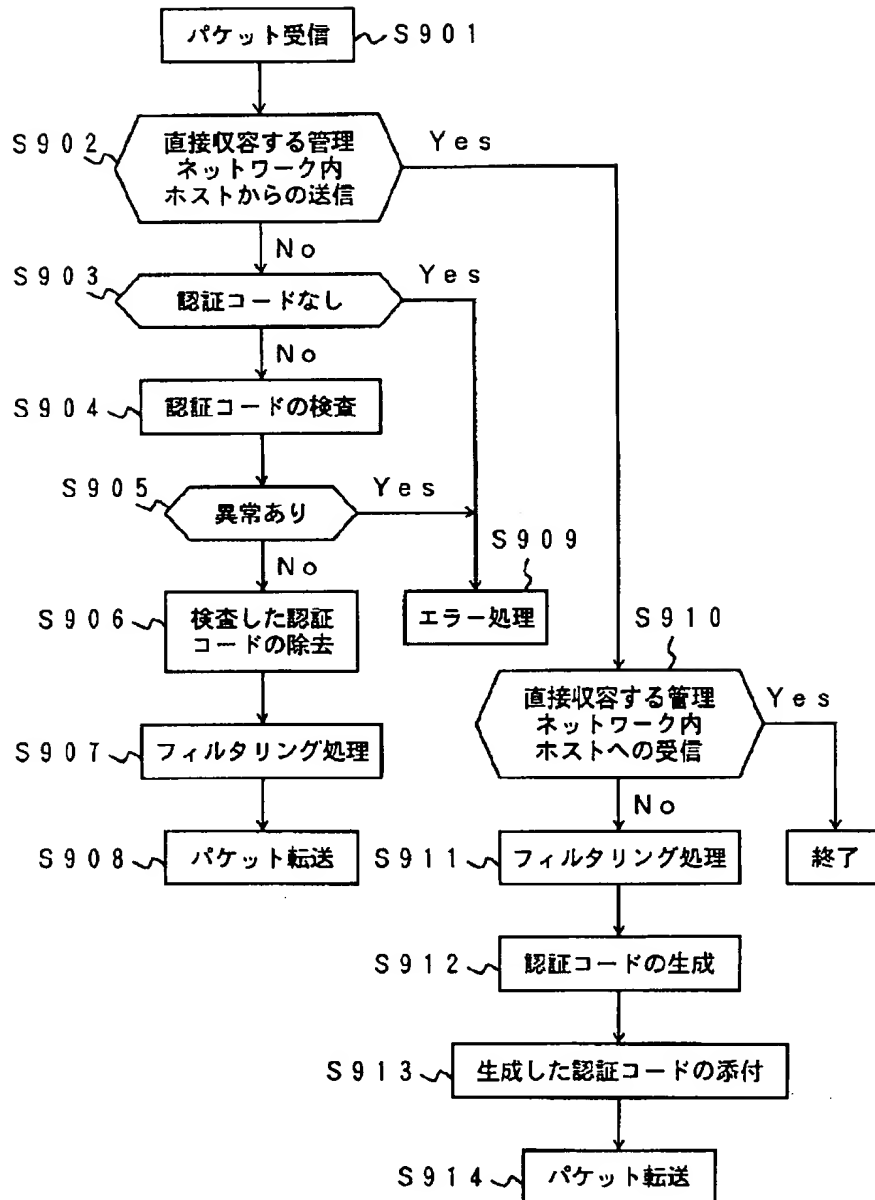 パケット受信
S901
S902
直接収容する管理
ネットワーク内
ホストからの送信
Yes
No
S903
認証コードなし
Yes
No
S904
認証コードの検査
S905
異常あり
Yes
No
S906
検査した認証
コードの除去
S909
エラー処理
S907
フィルタリング処理
S908
パケット転送
S910
直接収容する管理
ネットワーク内
ホストへの受信
Yes
No
終了
S911
フィルタリング処理
S912
認証コードの生成
S913
生成した認証コードの添付
S914
パケット転送